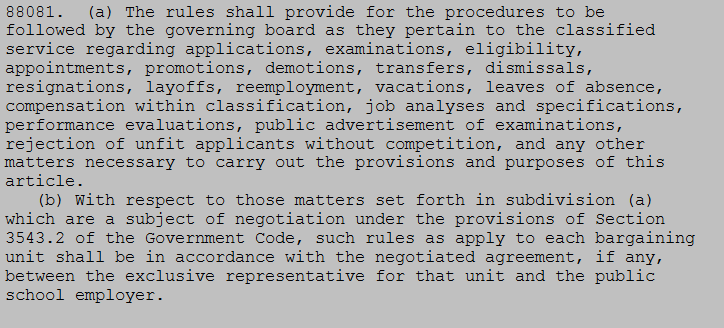 88081.  (a) The rules shall provide for the procedures to be
followed by the governing board as they pertain to the classified
service regarding applications, examinations, eligibility,
appointments, promotions, demotions, transfers, dismissals,
resignations, layoffs, reemployment, vacations, leaves of absence,
compensation within classification, job analyses and specifications,
performance evaluations, public advertisement of examinations,
rejection of unfit applicants without competition, and any other
matters necessary to carry out the provisions and purposes of this
article.
(b) With respect to those matters set forth in subdivision (a)
which are a subject of negotiation under the provisions of Section
3543.2 of the Government Code, such rules as apply to each bargaining
unit shall be in accordance with the negotiated agreement, if any,
between the exclusive representative for that unit and the public
school employer.